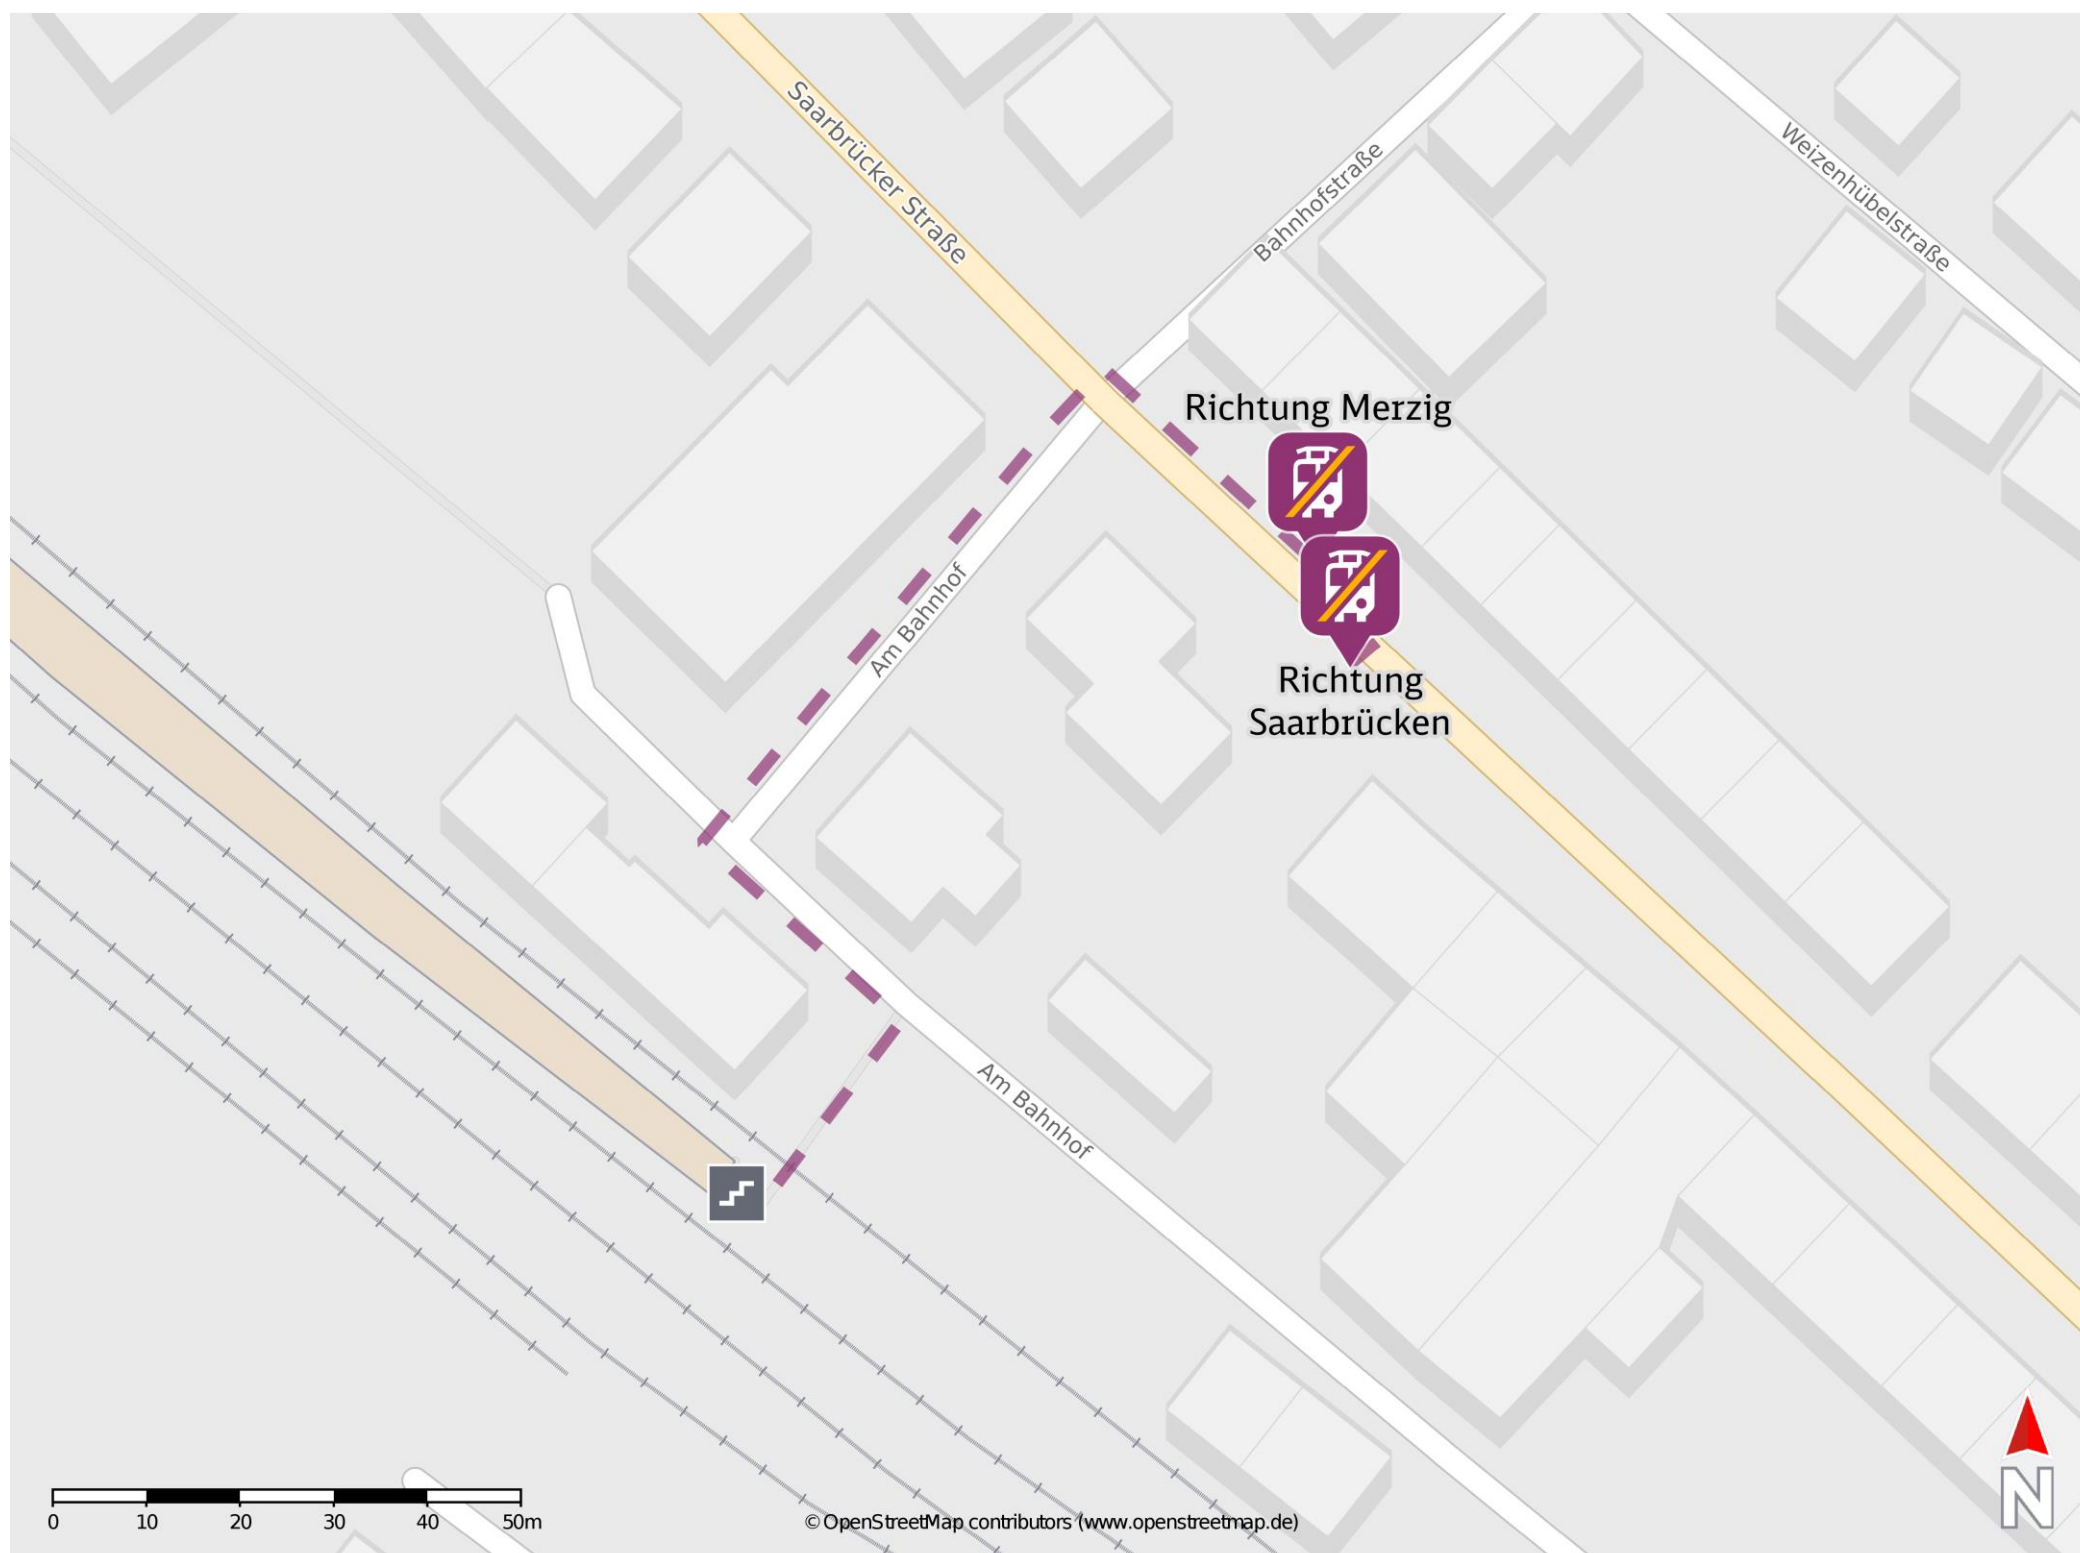 Saarbrücker Straße
Bahnhofstraße
Weizenhübelstraße
Richtung Merzig
Am Bahnhof
Richtung
Saarbrücken
Am Bahnhof
N
0 10 20 30 40 50m
© OpenStreetMap contributors (www.openstreetmap.de)